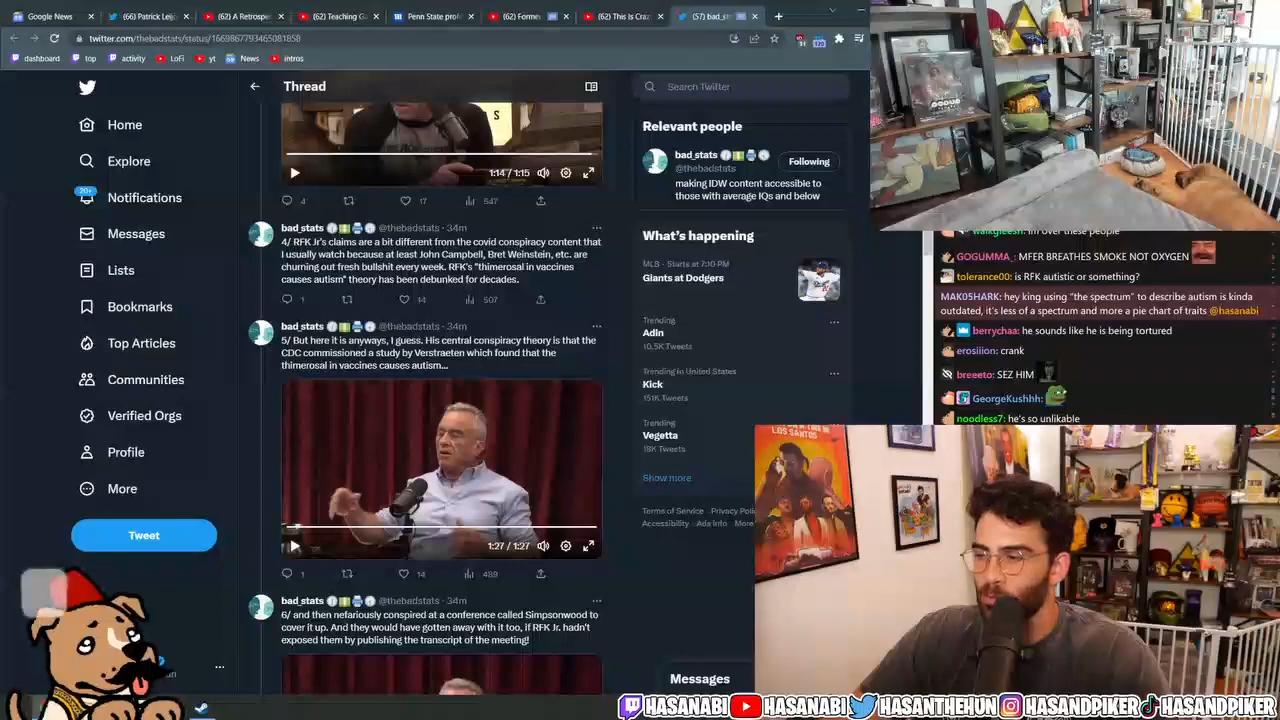 Google News
(66) Patrick Leij
(62) A Retrospe
(62) Teaching G
Penn State prof
(62) Former
(62) This Is Craz
(57) bad_st
twitter.com/thebadstats/status/1669867793465081858
dashboard
top
activity
LoFi
yt
News
intros
Thread
Search Twitter
Home
Explore
20+
Notifications
Messages
Lists
Bookmarks
Top Articles
Communities
Verified Orgs
Profile
More
Tweet
1:14 / 1:15
4
17
547
bad_stats @thebadstats · 34m
4/ RFK Jr's claims are a bit different from the covid conspiracy content that
I usually watch because at least John Campbell, Bret Weinstein, etc. are
churning out fresh bullshit every week. RFK's "thimerosal in vaccines
causes autism" theory has been debunked for decades.
1
14
507
bad_stats @thebadstats · 34m
5/ But here it is anyways, I guess. His central conspiracy theory is that the
CDC commissioned a study by Verstraeten which found that the
thimerosal in vaccines causes autism...
1:27 / 1:27
1
14
489
bad_stats @thebadstats · 34m
6/ and then nefariously conspired at a conference called Simpsonwood to
cover it up. And they would have gotten away with it too, if RFK Jr. hadn't
exposed them by publishing the transcript of the meeting!
Relevant people
bad_stats
@thebadstats
Following
making IDW content accessible to
those with average IQs and below
What's happening
MLB · Starts at 7:10 PM
Giants at Dodgers
Trending
Adin
10.5K Tweets
Trending in United States
Kick
151K Tweets
Trending
Vegetta
18K Tweets
Show more
Terms of Service
Privacy Poli
Accessibility
Ads info
More
Messages
walkgleesh: im over these people
GOGUMMA_: MFER BREATHES SMOKE NOT OXYGEN
tolerance00: is RFK autistic or something?
MAK05HARK: hey king using "the spectrum" to describe autism is kinda
outdated, it's less of a spectrum and more a pie chart of traits @hasanabi
berrychaa: he sounds like he is being tortured
erosiiion: crank
breeeto: SEZ HIM
GeorgeKushhh:
noodless7: he's so unlikable
LOS SANTOS
HASANABI
HASANABI
HASANTHEHUN
HASANDPIKER
HASANDPIKER